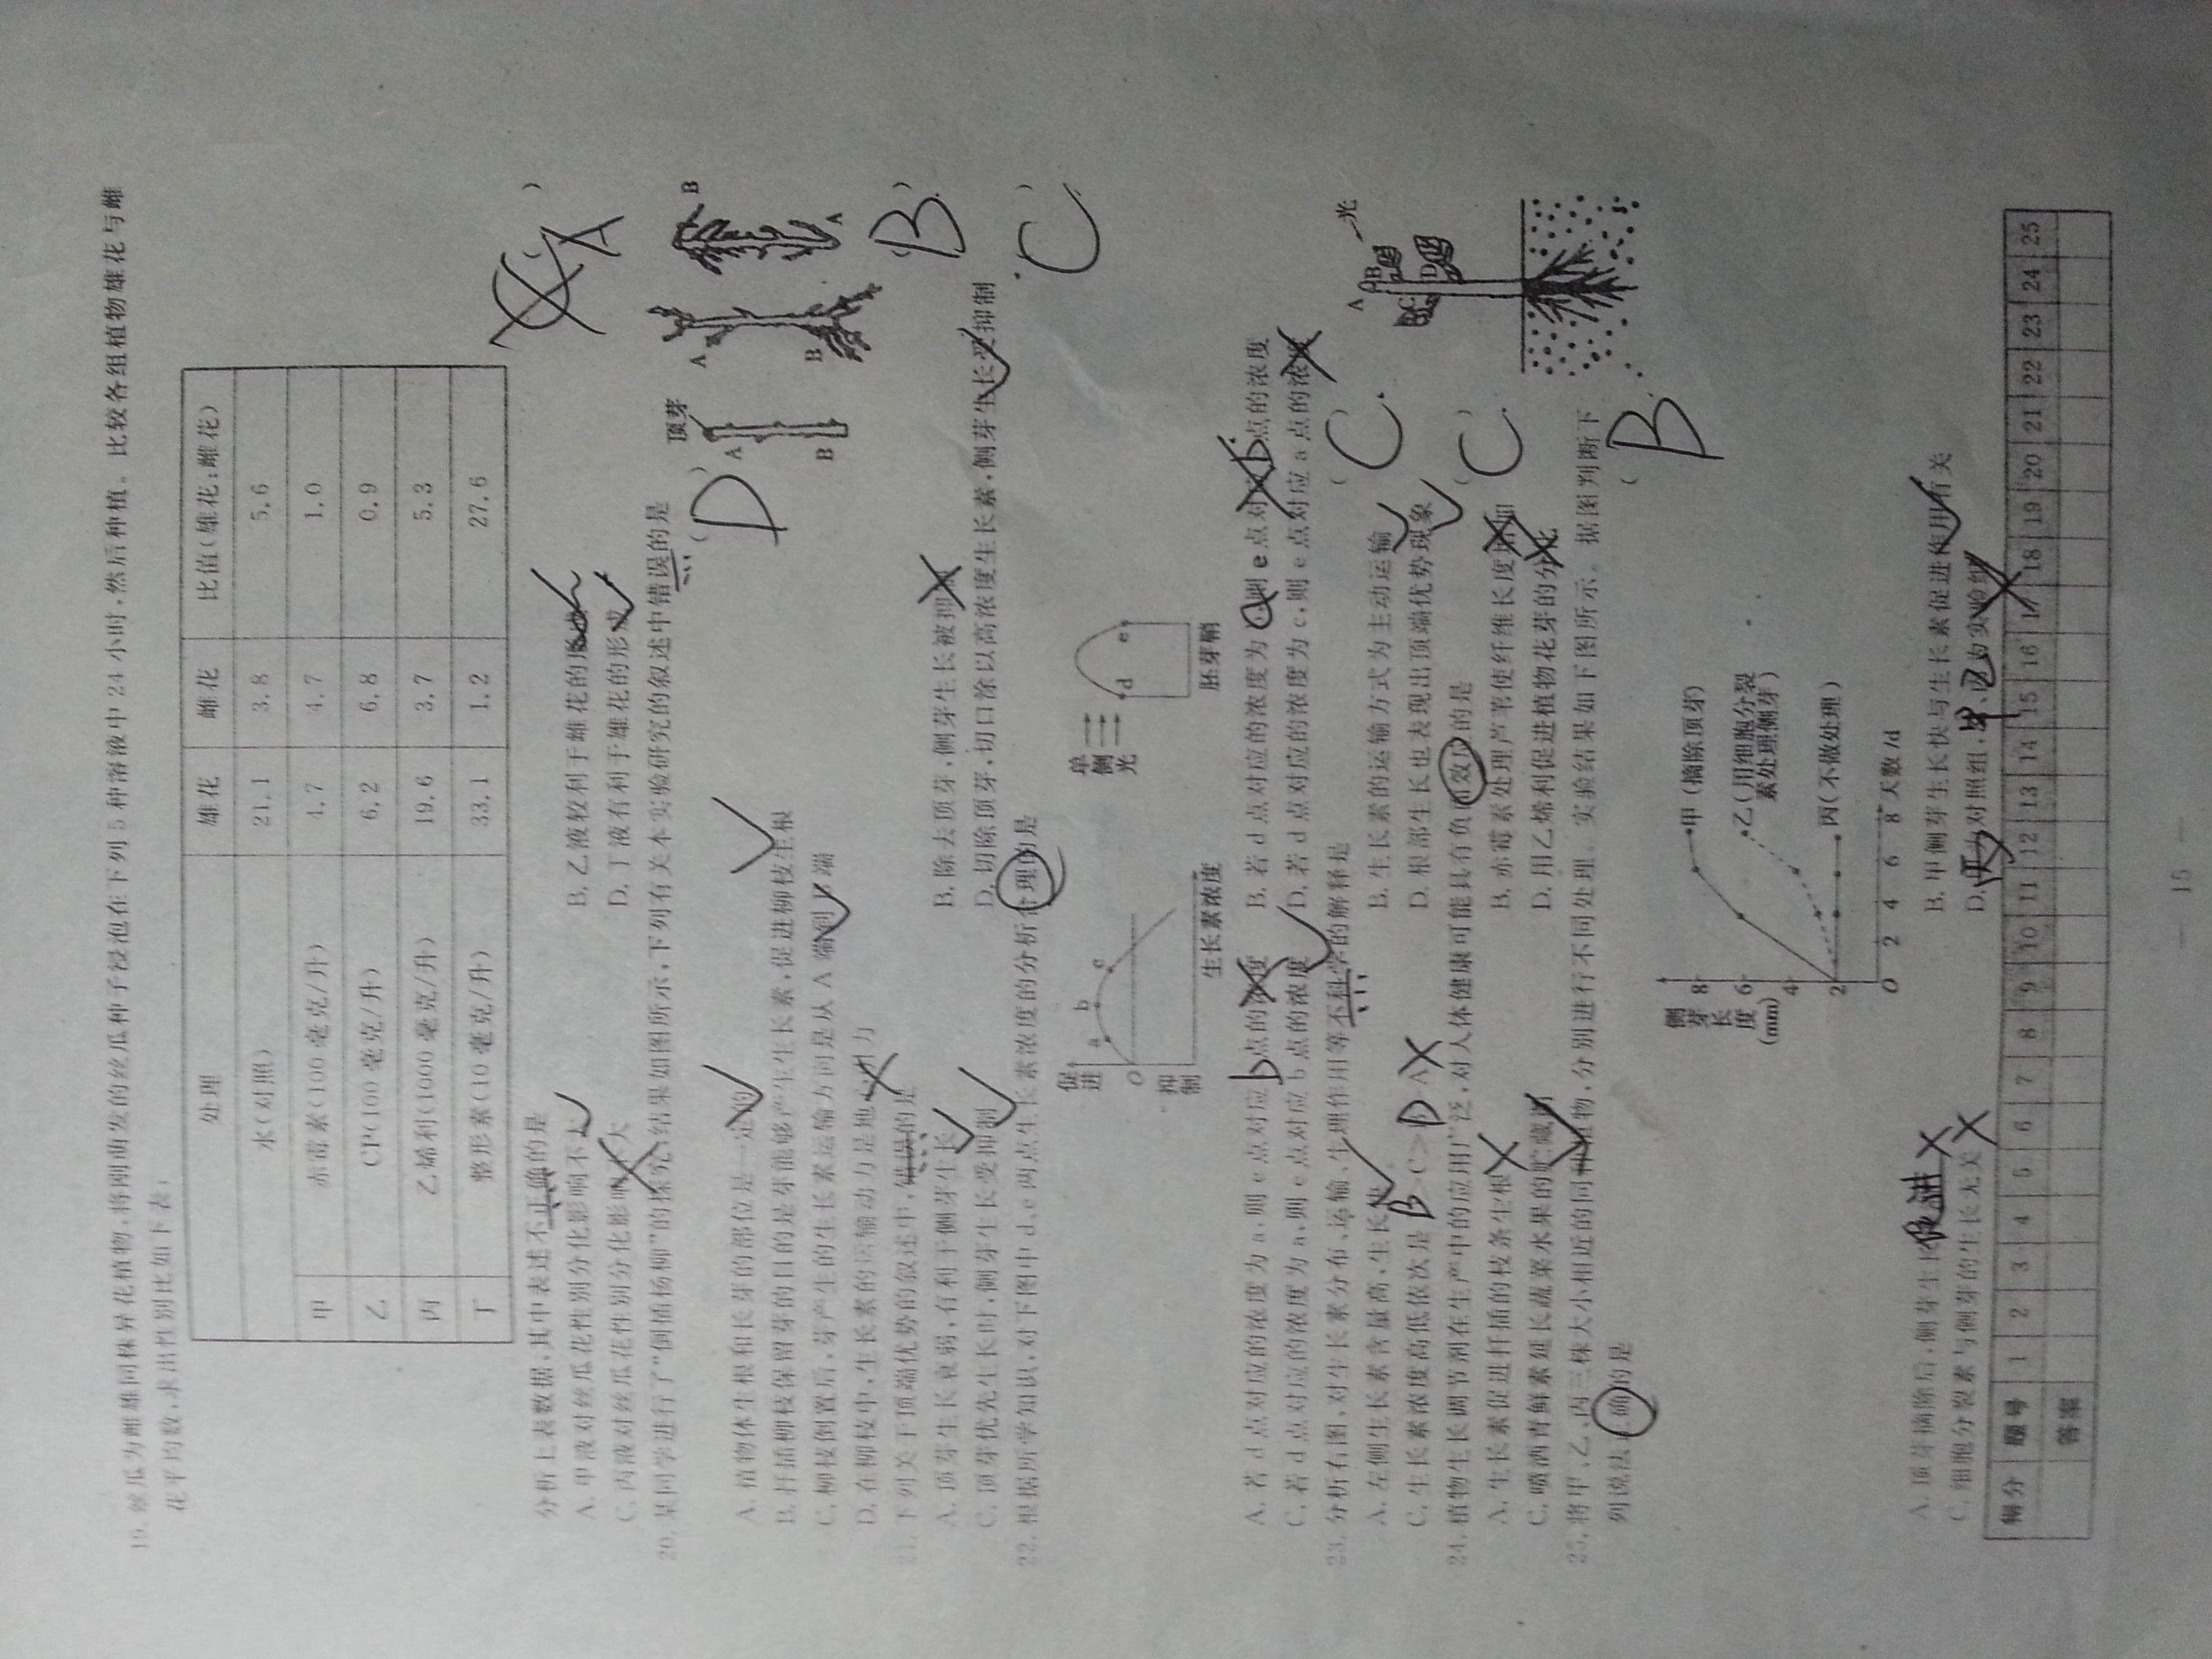 19. 丝瓜为雌雄同株异花植物,将刚萌发的丝瓜种子浸泡在下列5种溶液中24小时,然后种植。比较各组植物雄花与雌
花平均数,求出性别比如下表:
处理 雄花 雌花 比值(雄花:雌花)
水(对照) 21.1 3.8 5.6
甲 赤霉素(100毫克/升) 4.7 4.7 1.0
乙 CP(100毫克/升) 6.2 6.8 0.9
丙 乙烯利(1000毫克/升) 19.6 3.7 5.3
丁 整形素(10毫克/升) 33.1 1.2 27.6
分析上表数据,其中表述不正确的是 ( ) A
A. 甲液对丝瓜花性别分化影响不大 B. 乙液较利于雌花的形成
C. 丙液对丝瓜花性别分化影响不大 D. 丁液有利于雄花的形成
20. 某同学进行了“倒插杨柳”的探究,结果如图所示,下列有关本实验研究的叙述中错误的是
( D )
顶芽 A B A B B A
A. 植物体生根和长芽的部位是一定的
B. 扦插柳枝保留芽的目的是芽能够产生生长素,促进柳枝生根
C. 柳枝倒置后,芽产生的生长素运输方向是从A端到B端
D. 在柳枝中,生长素的运输动力是地心引力
21. 下列关于顶端优势的叙述中,错误的是 ( B )
A. 顶芽生长衰弱,有利于侧芽生长 B. 除去顶芽,侧芽生长被抑制
C. 顶芽优先生长时,侧芽生长受抑制 D. 切除顶芽,切口涂以高浓度生长素,侧芽生长受抑制
22. 根据所学知识,对下图中d、e两点生长素浓度的分析合理的是 C
促进 a b c O 抑制 生长素浓度
单侧光 d e 胚芽鞘
A. 若d点对应的浓度为a,则e点对应b点的浓度 B. 若d点对应的浓度为a,则e点对应b点的浓度
C. 若d点对应的浓度为a,则e点对应b点的浓度 D. 若d点对应的浓度为c,则e点对应a点的浓度
23. 分析右图,对生长素分布、运输、生理作用等不科学的解释是 ( C )
A. 左侧生长素含量高,生长快 B. 生长素的运输方式为主动运输
C. 生长素浓度高低依次是 B >C> D >A D. 根部生长也表现出顶端优势现象
A B C D 光
24. 植物生长调节剂在生产中的应用广泛,对人体健康可能具有负面效应的是 ( C )
A. 生长素促进扦插的枝条生根 B. 赤霉素处理芦苇使纤维长度增加
C. 喷洒青鲜素延长蔬菜水果的贮藏期 D. 用乙烯利促进植物花芽的分化
25. 将甲、乙、丙三株大小相近的同种植物,分别进行不同处理。实验结果如下图所示。据图判断下
列说法正确的是 ( B
侧芽长度(mm) 8 6 4 2 O 2 4 6 8 天数/d
甲(摘除顶芽)
乙(用细胞分裂
素处理侧芽)
丙(不做处理)
A. 顶芽摘除后,侧芽生长促进 B. 甲侧芽生长快与生长素促进作用有关
C. 细胞分裂素与侧芽的生长无关 D. 丙为对照组,甲、乙为实验组
得分 题号 1 2 3 4 5 6 7 8 9 10 11 12 13 14 15 16 17 18 19 20 21 22 23 24 25
答案
— 15 —